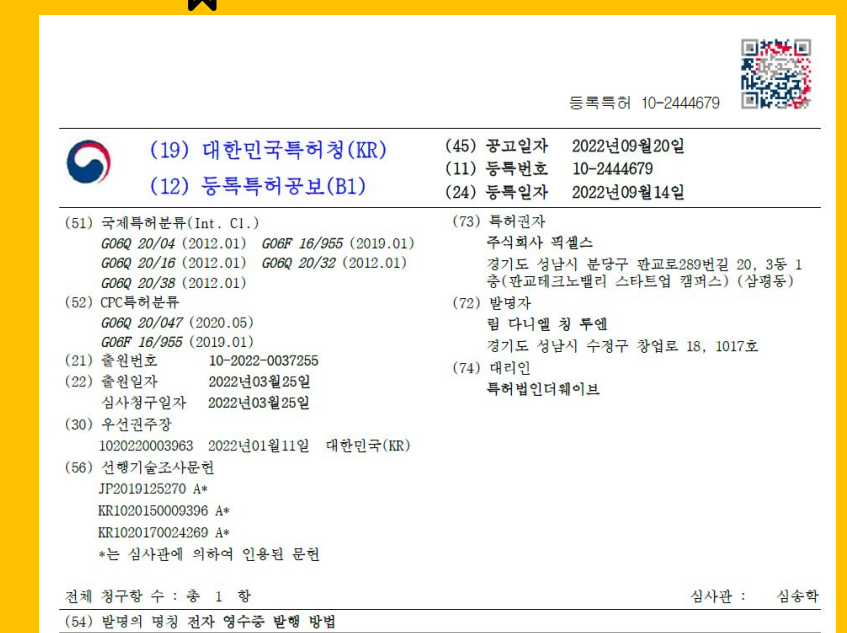 등록특허 10-2444679
(19) 대한민국특허청(KR)
(12) 등록특허공보(B1)
(45) 공고일자 2022년09월20일
(11) 등록번호 10-2444679
(24) 등록일자 2022년09월14일
(51) 국제특허분류(Int. Cl.)
G06Q 20/04 (2012.01) G06F 16/955 (2019.01)
G06Q 20/16 (2012.01) G06Q 20/32 (2012.01)
G06Q 20/38 (2012.01)
(52) CPC특허분류
G06Q 20/047 (2020.05)
G06F 16/955 (2019.01)
(21) 출원번호 10-2022-0037255
(22) 출원일자 2022년03월25일
심사청구일자 2022년03월25일
(30) 우선권주장
1020220003963 2022년01월11일 대한민국(KR)
(56) 선행기술조사문헌
JP2019125270 A*
KR1020150009396 A*
KR1020170024269 A*
*는 심사관에 의하여 인용된 문헌
(73) 특허권자
주식회사 픽셀스
경기도 성남시 분당구 판교로289번길 20, 3동 1
층(판교테크노밸리 스타트업 캠퍼스) (삼평동)
(72) 발명자
림 다니엘 칭 투엔
경기도 성남시 수정구 창업로 18, 1017호
(74) 대리인
특허법인더웨이브
전체 청구항 수 : 총 1 항 심사관 : 심송학
(54) 발명의 명칭 전자 영수증 발행 방법